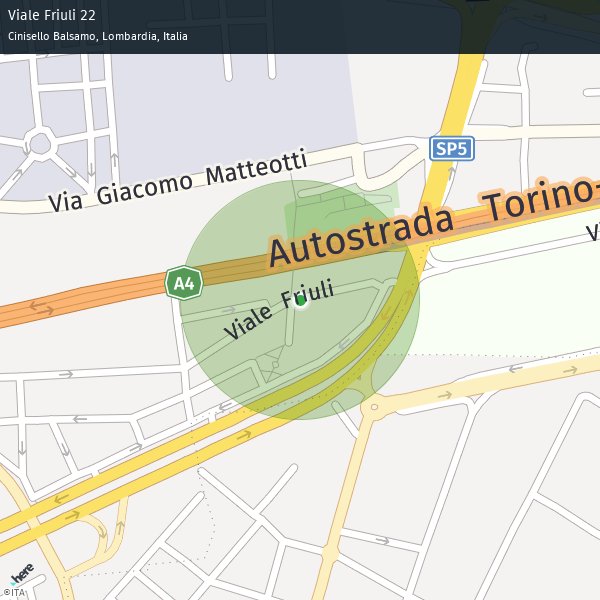 Viale Friuli 22
Cinisello Balsamo, Lombardia, Italia
SP5
Via Giacomo Matteotti
Autostrada Torino-
A4
Viale Friuli
here
©ITA